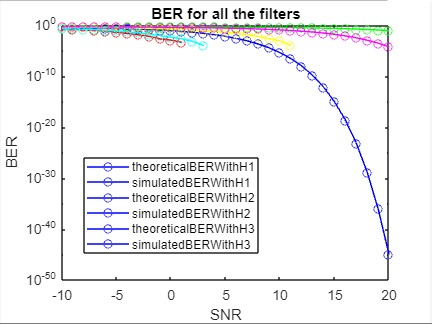 BER for all the filters
10^0
10^-10
10^-20
10^-30
10^-40
10^-50
BER
theoreticalBERWithH1
simulatedBERWithH1
theoreticalBERWithH2
simulatedBERWithH2
theoreticalBERWithH3
simulatedBERWithH3
-10 -5 0 5 10 15 20
SNR